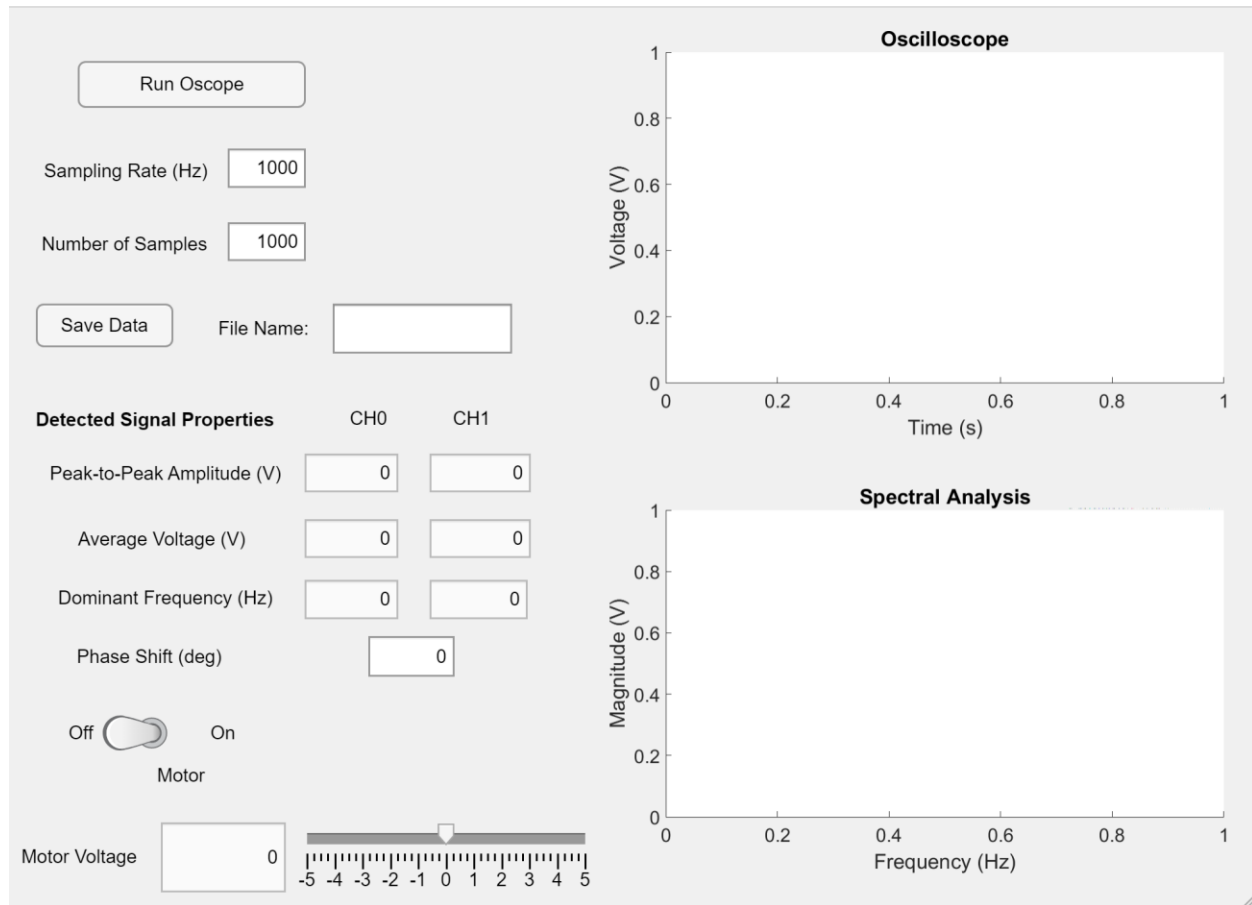 Run Oscope
Sampling Rate (Hz) 1000
Number of Samples 1000
Save Data File Name:
Detected Signal Properties CH0 CH1
Peak-to-Peak Amplitude (V) 0 0
Average Voltage (V) 0 0
Dominant Frequency (Hz) 0 0
Phase Shift (deg) 0
Off On
Motor
Motor Voltage 0
-5 -4 -3 -2 -1 0 1 2 3 4 5
Oscilloscope
1
0.8
0.6
0.4
0.2
0
Voltage (V)
0 0.2 0.4 0.6 0.8 1
Time (s)
Spectral Analysis
1
0.8
0.6
0.4
0.2
0
Magnitude (V)
0 0.2 0.4 0.6 0.8 1
Frequency (Hz)